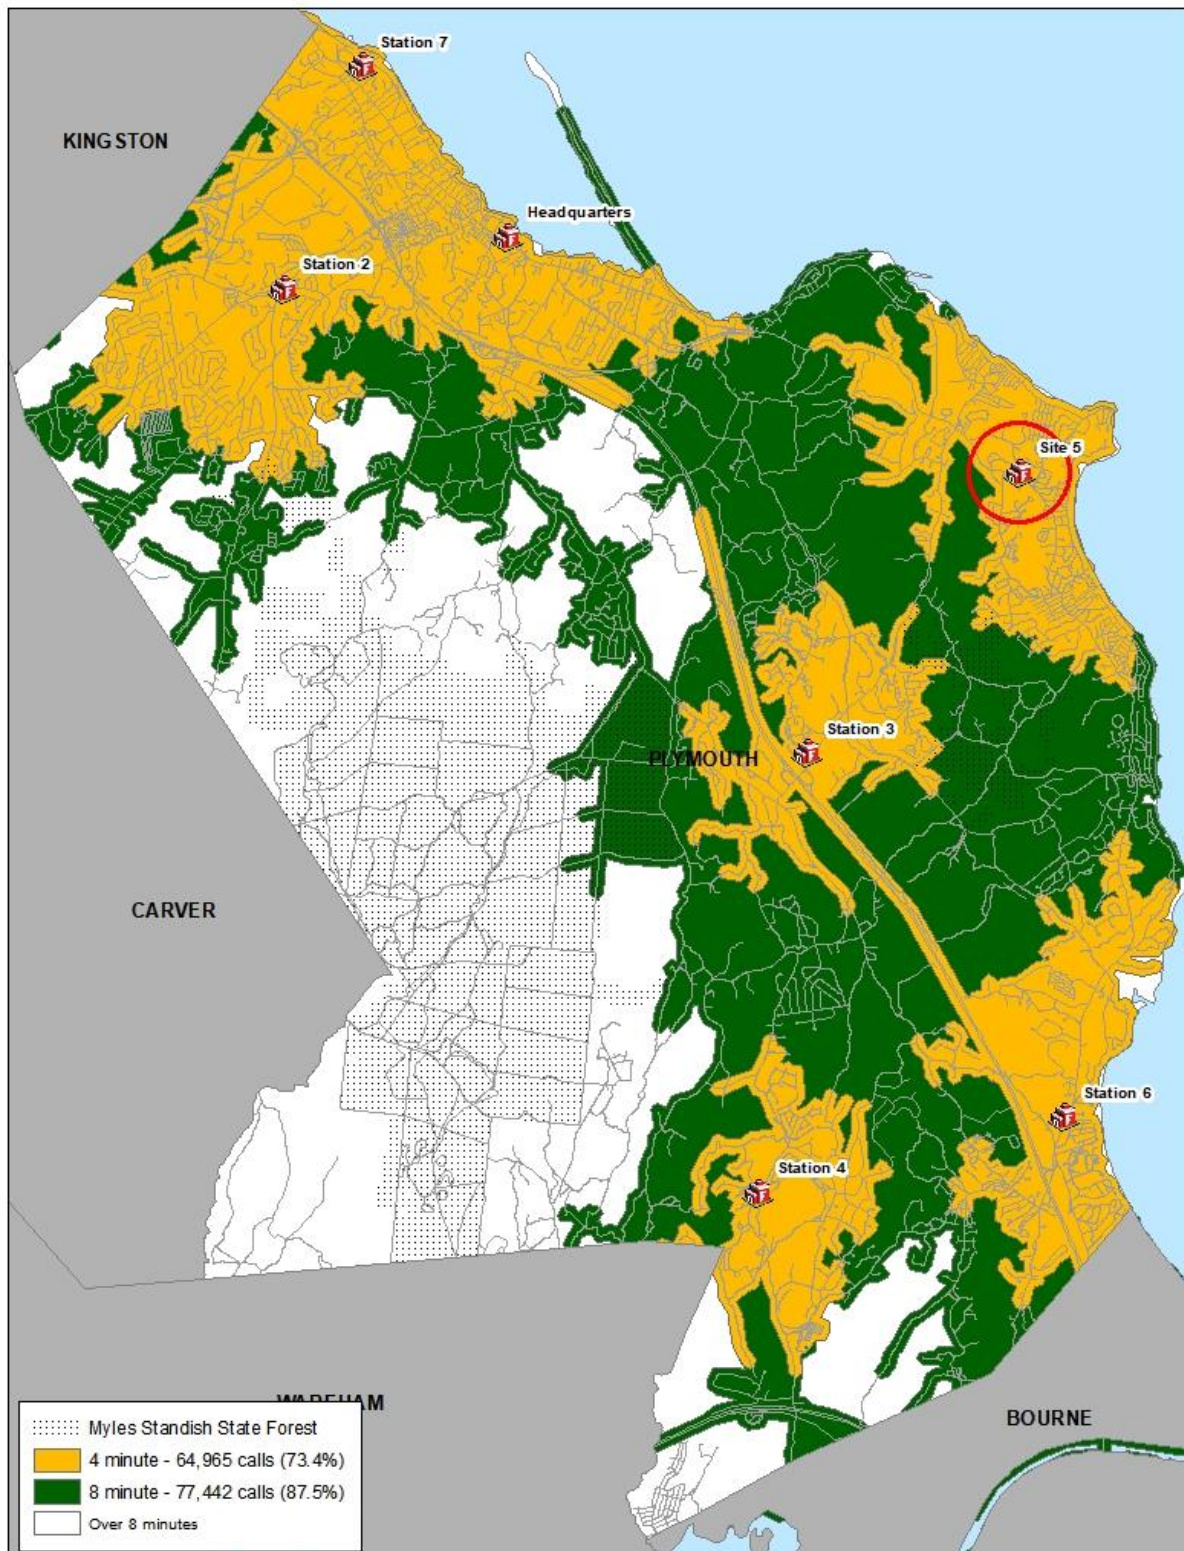 Station 7
KINGSTON
Headquarters
Station 2
Site 5
Station 3
PLYMOUTH
CARVER
Station 6
Station 4
WAREHAM
BOURNE
Myles Standish State Forest
4 minute - 64,965 calls (73.4%)
8 minute - 77,442 calls (87.5%)
Over 8 minutes